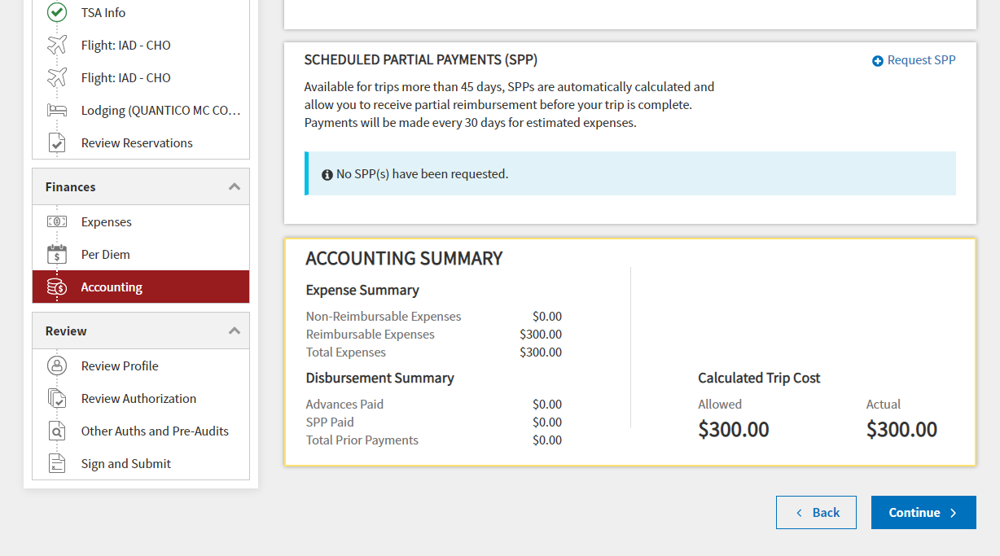 TSA Info
Flight: IAD - CHO
Flight: IAD - CHO
Lodging (QUANTICO MC CO...
Review Reservations
Finances
Expenses
Per Diem
Accounting
Review
Review Profile
Review Authorization
Other Auths and Pre-Audits
Sign and Submit
SCHEDULED PARTIAL PAYMENTS (SPP)
Request SPP
Available for trips more than 45 days, SPPs are automatically calculated and
allow you to receive partial reimbursement before your trip is complete.
Payments will be made every 30 days for estimated expenses.
No SPP(s) have been requested.
ACCOUNTING SUMMARY
Expense Summary
Non-Reimbursable Expenses $0.00
Reimbursable Expenses $300.00
Total Expenses $300.00
Disbursement Summary
Advances Paid $0.00
SPP Paid $0.00
Total Prior Payments $0.00
Calculated Trip Cost
Allowed Actual
$300.00 $300.00
Back
Continue